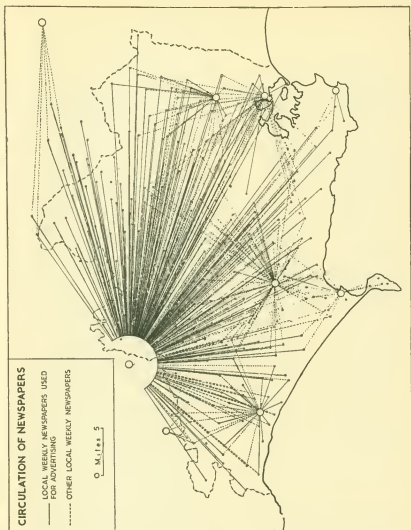 CIRCULATION OF NEWSPAPERS
LOCAL WEEKLY NEWSPAPERS USED
FOR ADVERTISING
OTHER LOCAL WEEKLY NEWSPAPERS
0 Miles 5